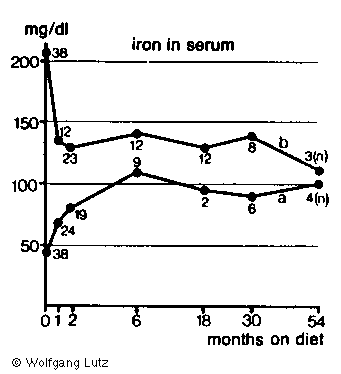 mg/dl
iron in serum
200
38
150
12
23
12
12
8
b
3(n)
100
9
19
24
2
6
a
4(n)
50
38
0 1 2 6 18 30 54
months on diet
© Wolfgang Lutz